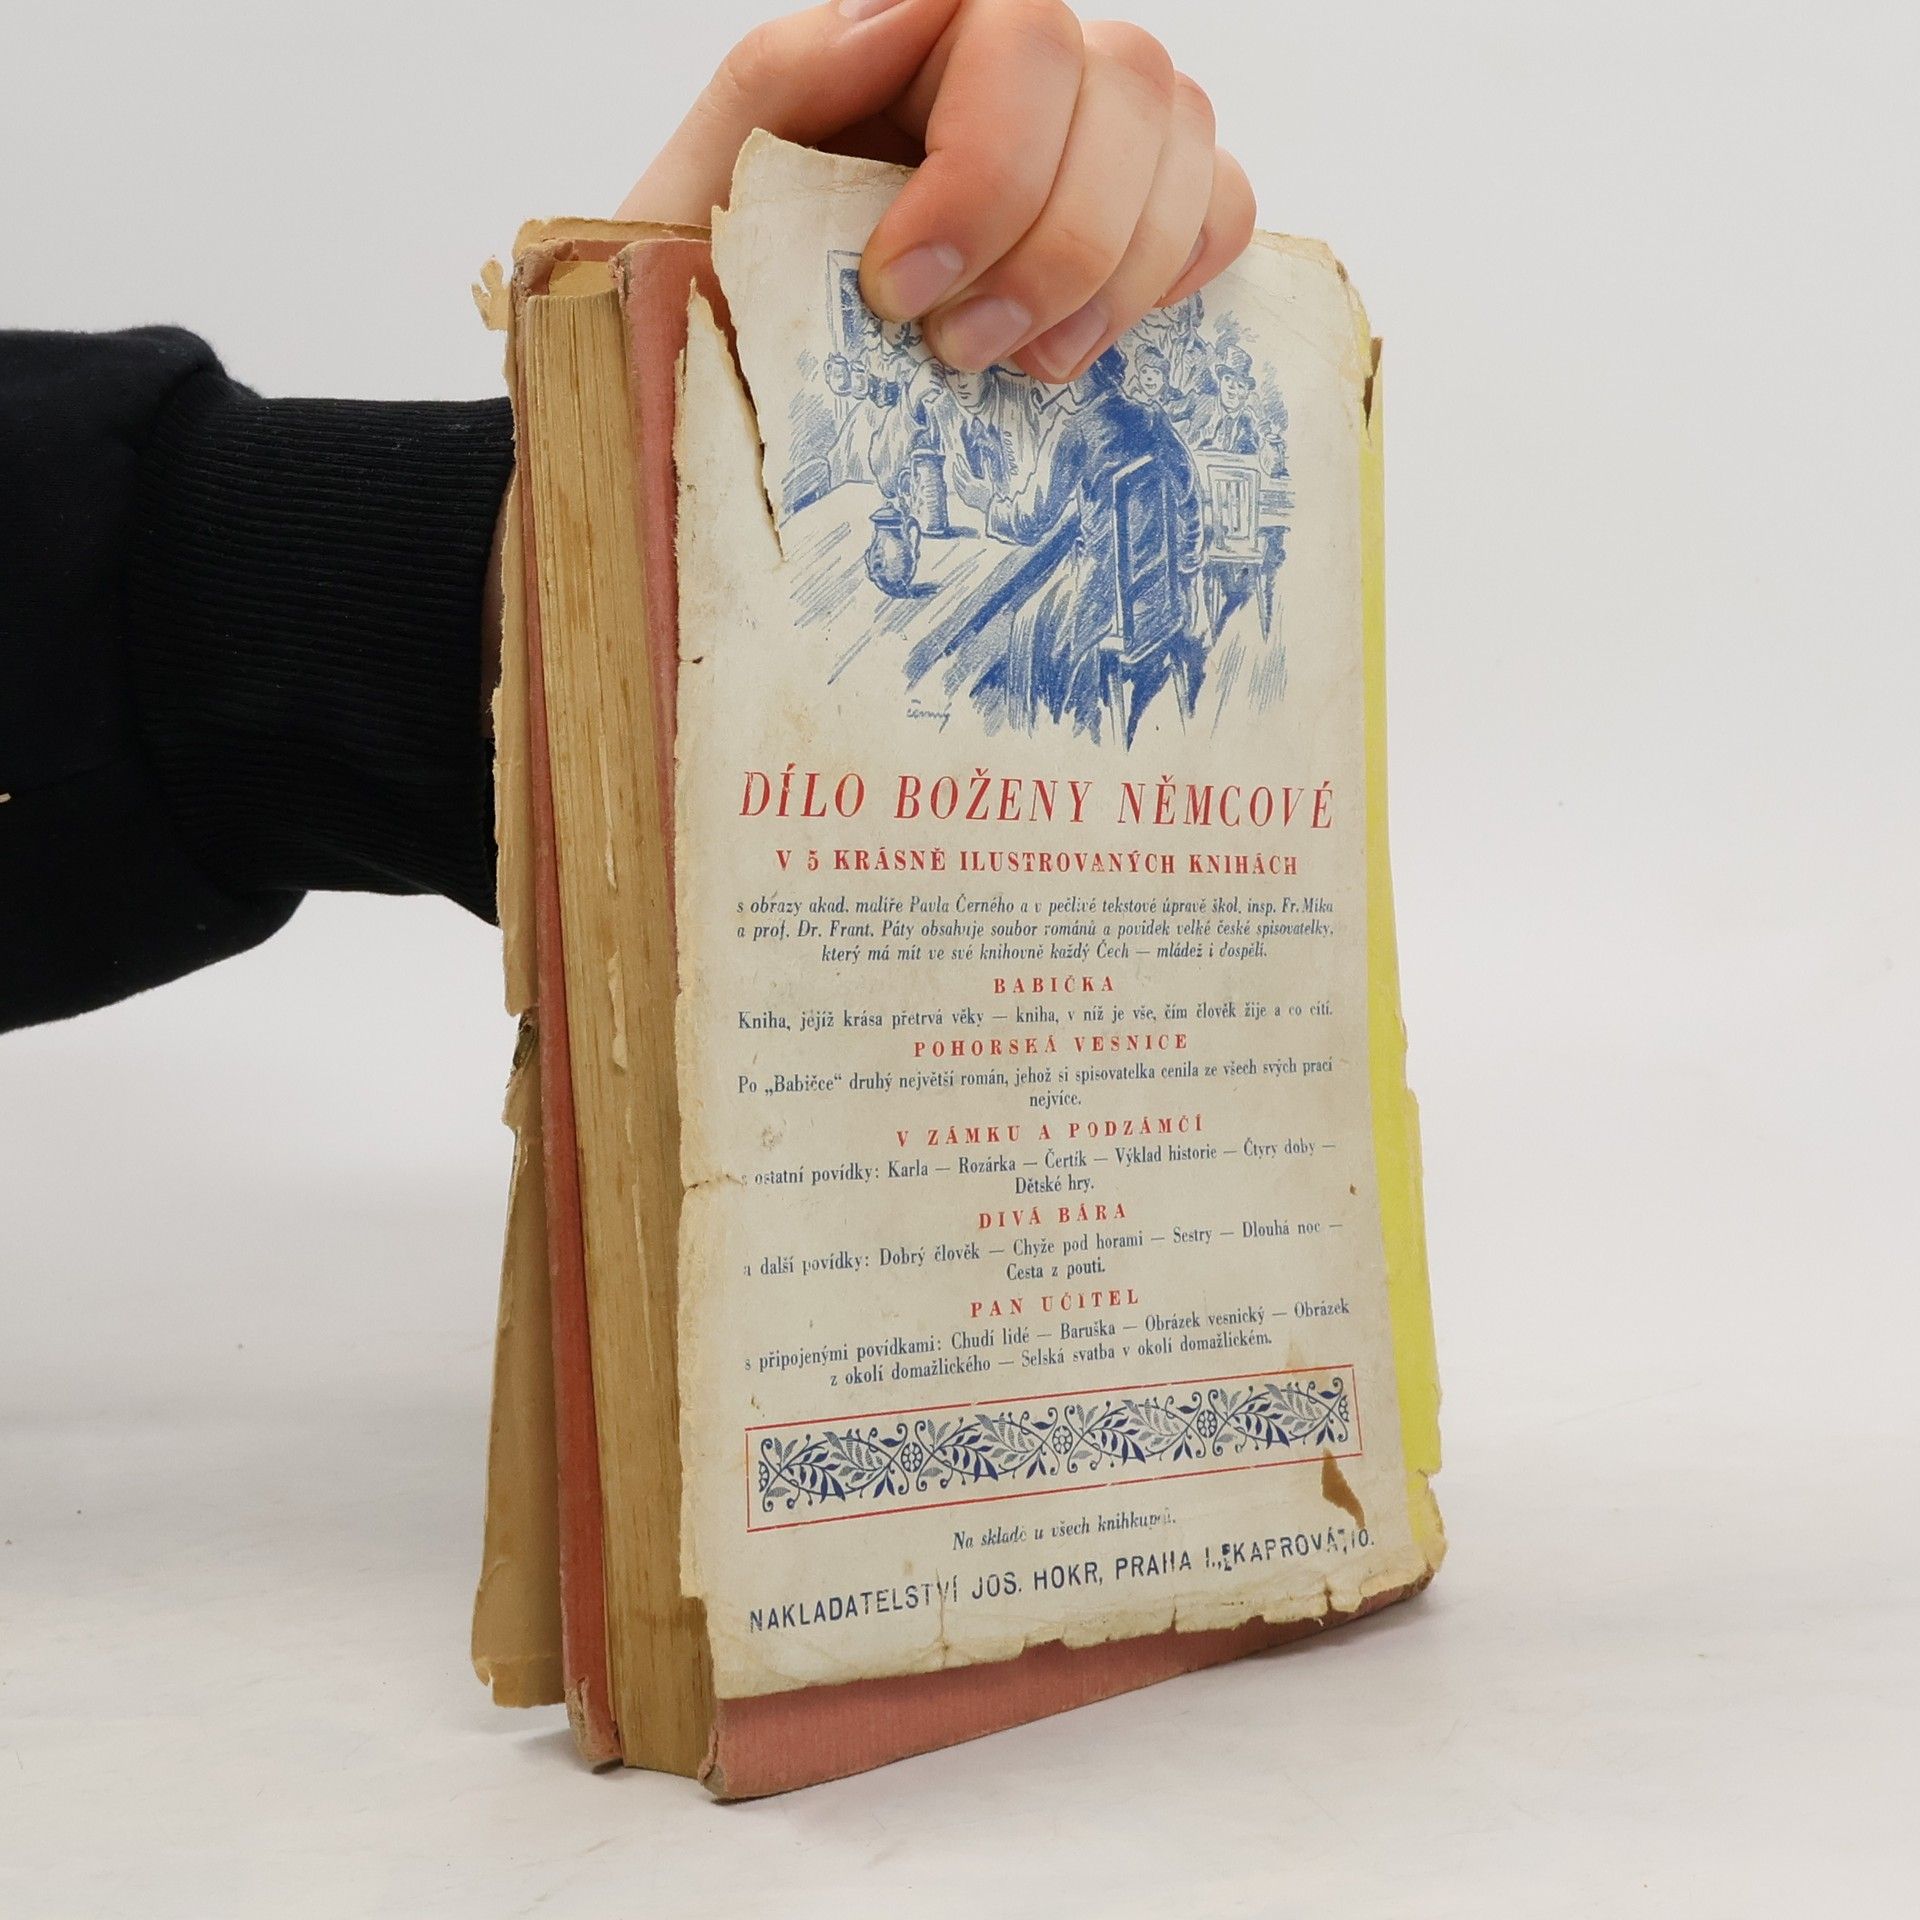 černý
DÍLO BOŽENY NĚMCOVÉ
V 5 KRÁSNĚ ILUSTROVANÝCH KNIHÁCH
s obrazy akad. malíře Pavla Černého a v pečlivé tekstové úpravě škol. insp. Fr. Míka
a prof. Dr. Frant. Páty obsahuje soubor románů a povídek velké české spisovatelky,
který má mít ve své knihovně každý Čech — mládež i dospělí.
BABIČKA
Kniha, jejíž krása přetrvá věky — kniha, v níž je vše, čím člověk žije a co cítí.
POHORSKÁ VESNICE
Po „Babičce“ druhý největší román, jehož si spisovatelka cenila ze všech svých prací
nejvíce.
V ZÁMKU A PODZÁMČÍ
ostatní povídky: Karla — Rozárka — Čertík — Výklad historie — Čtyry doby —
Dětské hry.
DIVÁ BÁRA
a další povídky: Dobrý člověk — Chyže pod horami — Sestry — Dlouhá noc —
Cesta z pouti.
PAN UČITEL
s připojenými povídkami: Chudí lidé — Baruška — Obrázek vesnický — Obrázek
z okolí domažlického — Selská svatba v okolí domažlickém.
Na skladě u všech knihkupců.
NAKLADATELSTVÍ JOS. HOKR, PRAHA I., KAPROVA 10.